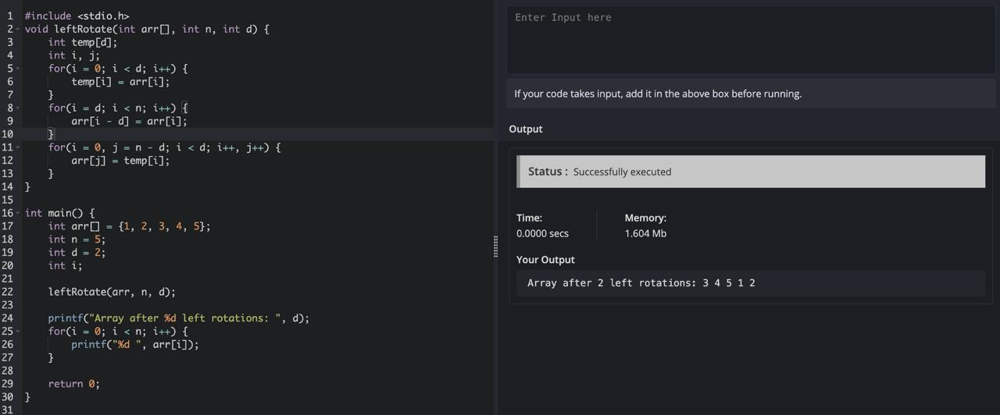 1 #include <stdio.h>
2 void leftRotate(int arr[], int n, int d) {
3     int temp[d];
4     int i, j;
5     for(i = 0; i < d; i++) {
6         temp[i] = arr[i];
7     }
8     for(i = d; i < n; i++) {
9         arr[i - d] = arr[i];
10     }
11     for(i = 0, j = n - d; i < d; i++, j++) {
12         arr[j] = temp[i];
13     }
14 }
15
16 int main() {
17     int arr[] = {1, 2, 3, 4, 5};
18     int n = 5;
19     int d = 2;
20     int i;
21
22     leftRotate(arr, n, d);
23
24     printf("Array after %d left rotations: ", d);
25     for(i = 0; i < n; i++) {
26         printf("%d ", arr[i]);
27     }
28
29     return 0;
30 }
31
Enter Input here
If your code takes input, add it in the above box before running.
Output
Status : Successfully executed
Time: Memory:
0.0000 secs 1.604 Mb
Your Output
Array after 2 left rotations: 3 4 5 1 2